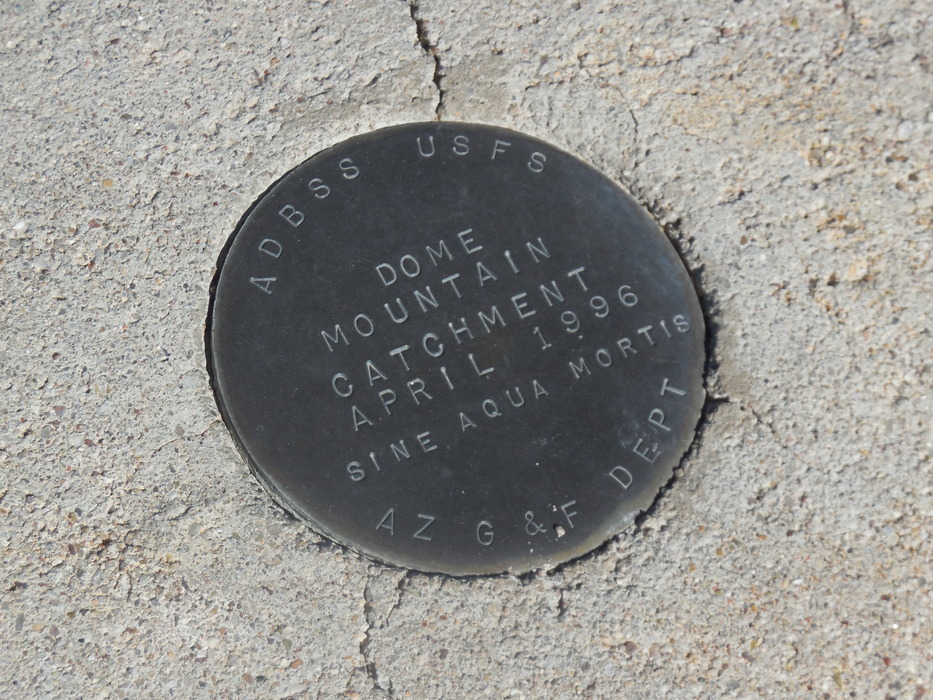 ADBSS USFS
DOME
MOUNTAIN
CATCHMENT
APRIL 1996
SINE AQUA MORTIS
AZ G & F DEPT